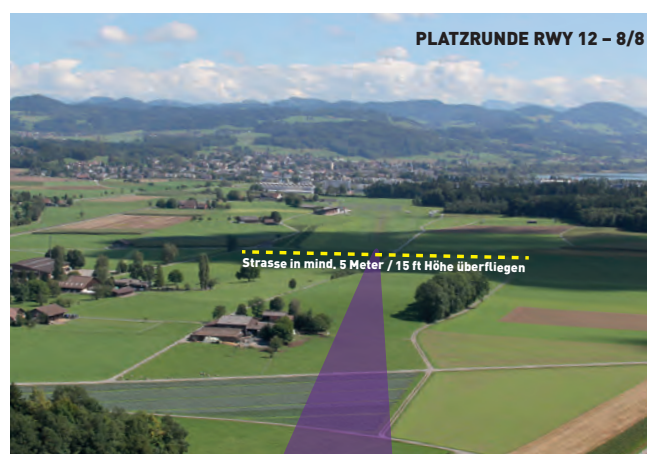 PLATZRUNDE RWY 12 – 8/8
Strasse in mind. 5 Meter / 15 ft Höhe überfliegen